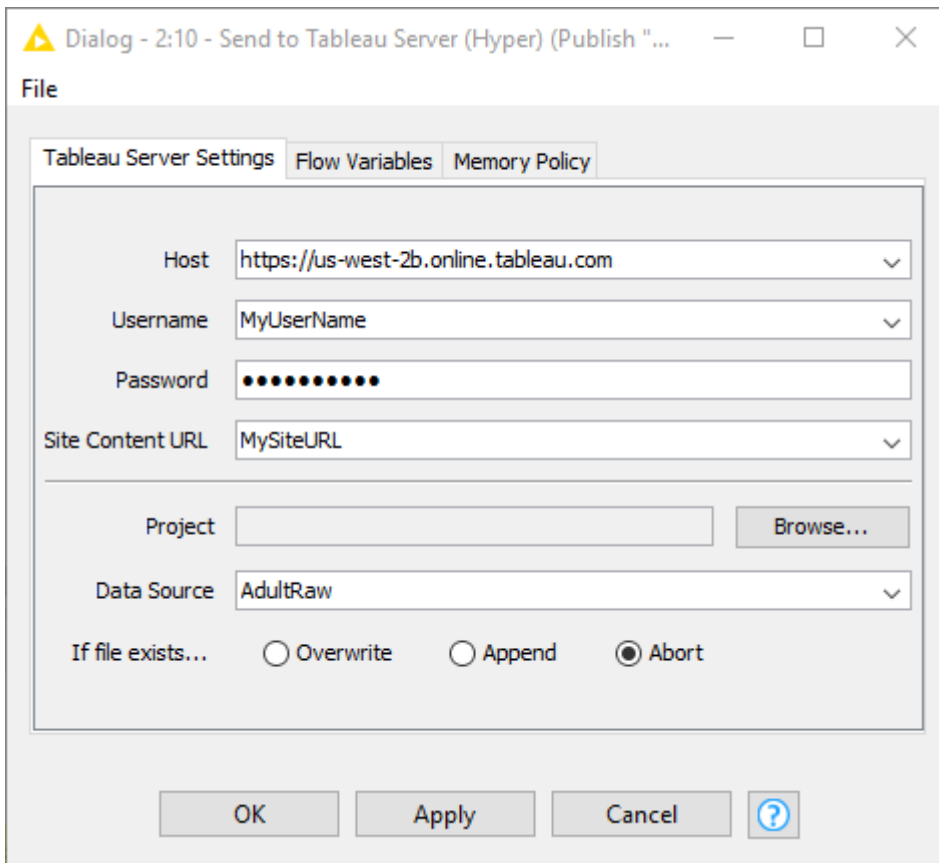 Dialog - 2:10 - Send to Tableau Server (Hyper) (Publish "...
File
Tableau Server Settings Flow Variables Memory Policy
Host https://us-west-2b.online.tableau.com
Username MyUserName
Password ●●●●●●●●●●
Site Content URL MySiteURL
Project Browse...
Data Source AdultRaw
If file exists... Overwrite Append Abort
OK Apply Cancel ?